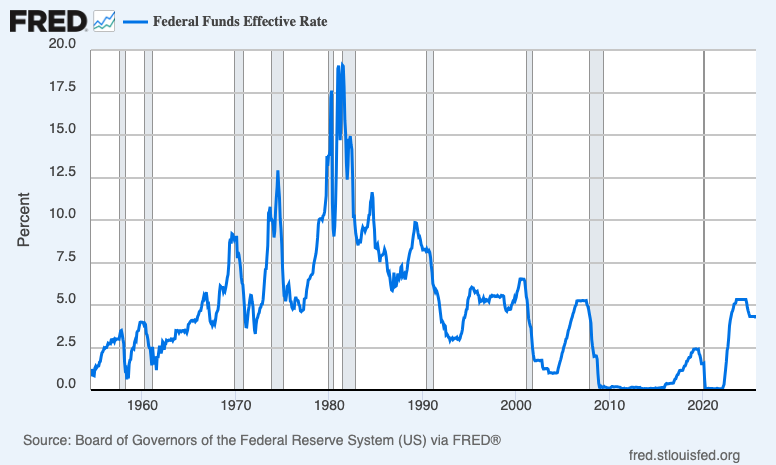 FRED
Federal Funds Effective Rate
20.0
17.5
15.0
12.5
10.0
7.5
5.0
2.5
0.0
Percent
1960 1970 1980 1990 2000 2010 2020
Source: Board of Governors of the Federal Reserve System (US) via FRED®
fred.stlouisfed.org